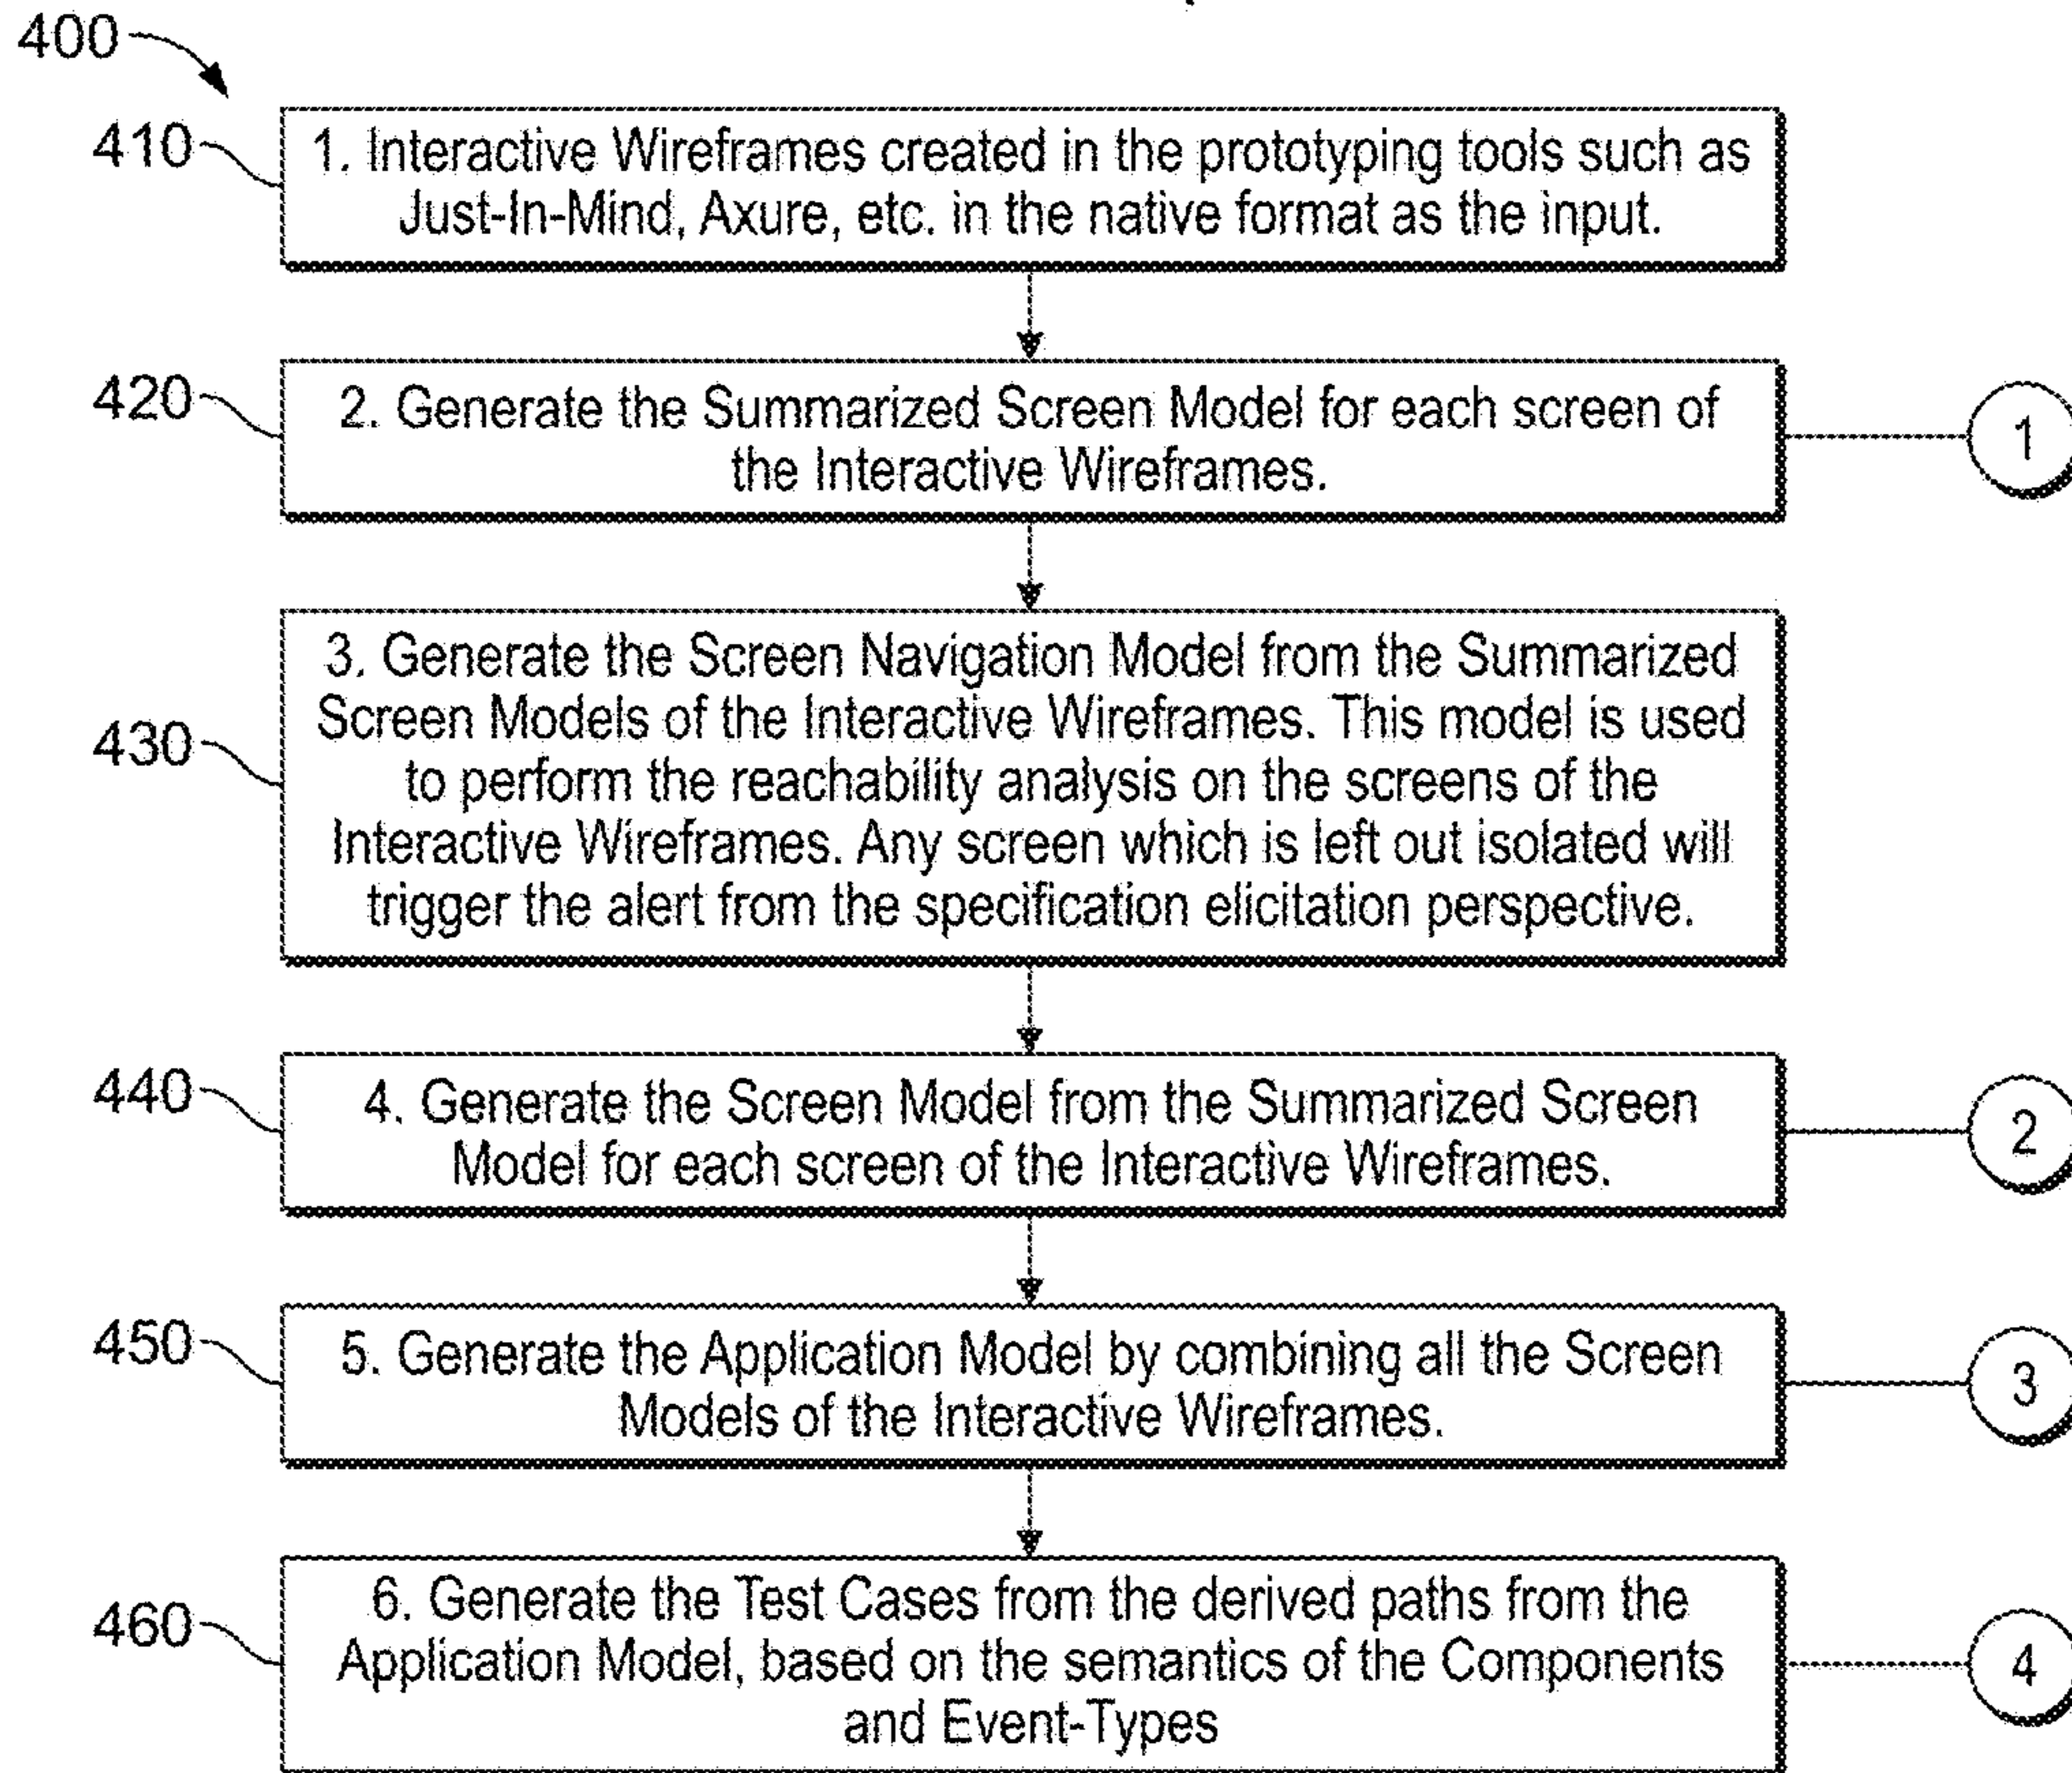 400
410
1. Interactive Wireframes created in the prototyping tools such as
Just-In-Mind, Axure, etc. in the native format as the input.
420
2. Generate the Summarized Screen Model for each screen of
the Interactive Wireframes.
1
430
3. Generate the Screen Navigation Model from the Summarized
Screen Models of the Interactive Wireframes. This model is used
to perform the reachability analysis on the screens of the
Interactive Wireframes. Any screen which is left out isolated will
trigger the alert from the specification elicitation perspective.
440
4. Generate the Screen Model from the Summarized Screen
Model for each screen of the Interactive Wireframes.
2
450
5. Generate the Application Model by combining all the Screen
Models of the Interactive Wireframes.
3
460
6. Generate the Test Cases from the derived paths from the
Application Model, based on the semantics of the Components
and Event-Types
4